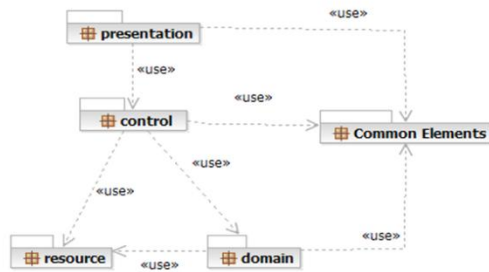 «use»
presentation
«use»
«use»
control
Common Elements
«use»
«use»
«use»
resource
domain
«use»